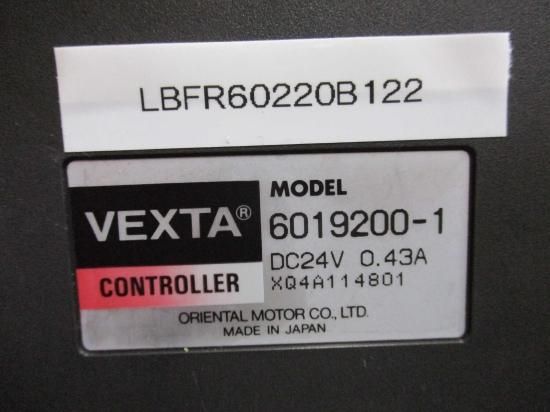 LBFR60220B122
MODEL
VEXTA® 6019200-1
DC24V 0.43A
CONTROLLER XQ4A114801
ORIENTAL MOTOR CO., LTD.
MADE IN JAPAN